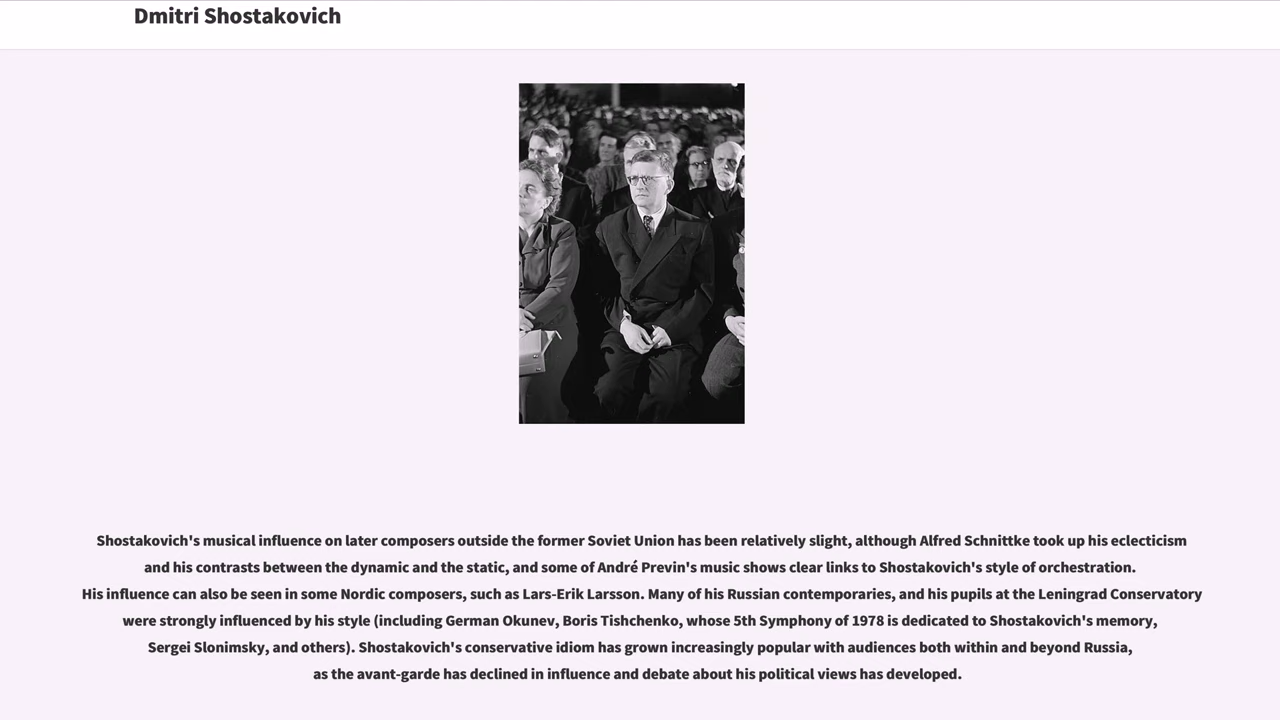 Dmitri Shostakovich
Shostakovich's musical influence on later composers outside the former Soviet Union has been relatively slight, although Alfred Schnittke took up his eclecticism
and his contrasts between the dynamic and the static, and some of André Previn's music shows clear links to Shostakovich's style of orchestration.
His influence can also be seen in some Nordic composers, such as Lars-Erik Larsson. Many of his Russian contemporaries, and his pupils at the Leningrad Conservatory
were strongly influenced by his style (including German Okunev, Boris Tishchenko, whose 5th Symphony of 1978 is dedicated to Shostakovich's memory,
Sergei Slonimsky, and others). Shostakovich's conservative idiom has grown increasingly popular with audiences both within and beyond Russia,
as the avant-garde has declined in influence and debate about his political views has developed.